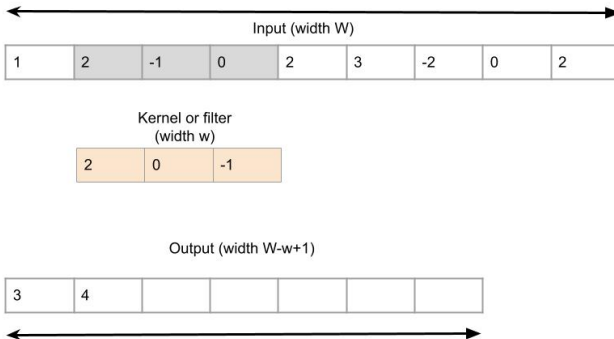 Input (width W)
1 2 -1 0 2 3 -2 0 2
Kernel or filter
(width w)
2 0 -1
Output (width W-w+1)
3 4